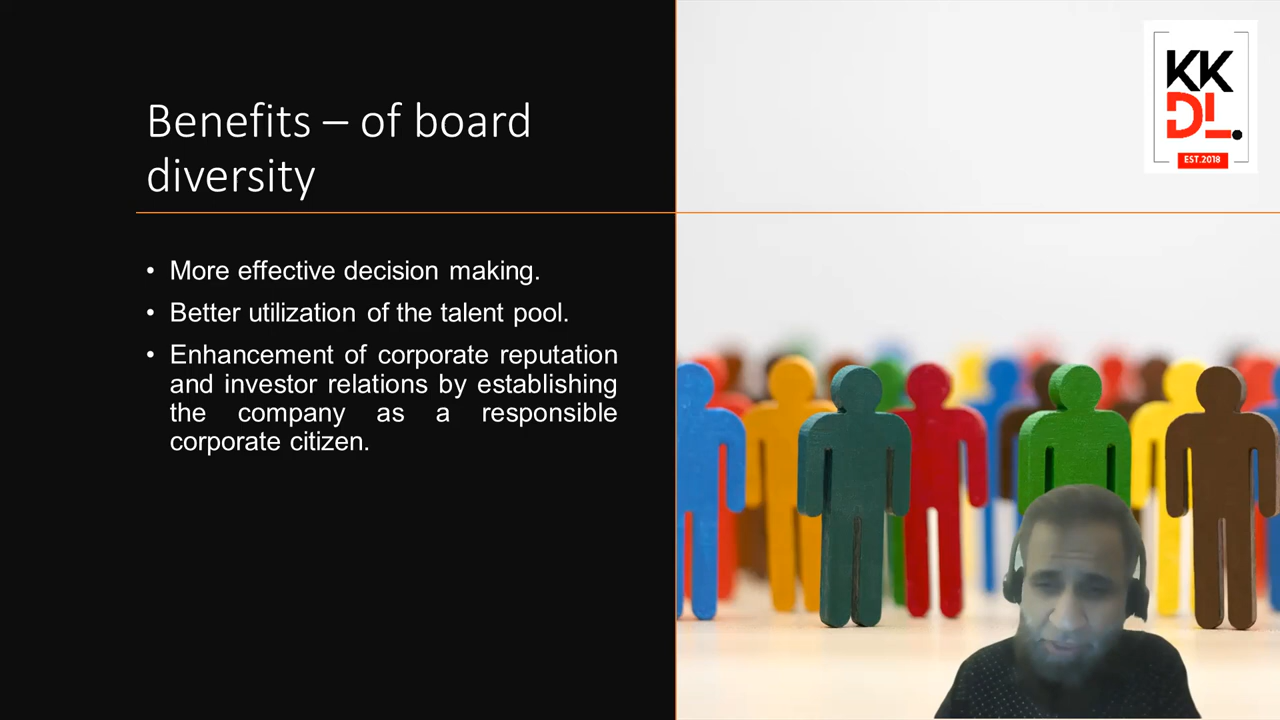 Benefits – of board
diversity
• More effective decision making.
• Better utilization of the talent pool.
• Enhancement of corporate reputation
and investor relations by establishing
the company as a responsible
corporate citizen.
KK
DL.
EST.2018